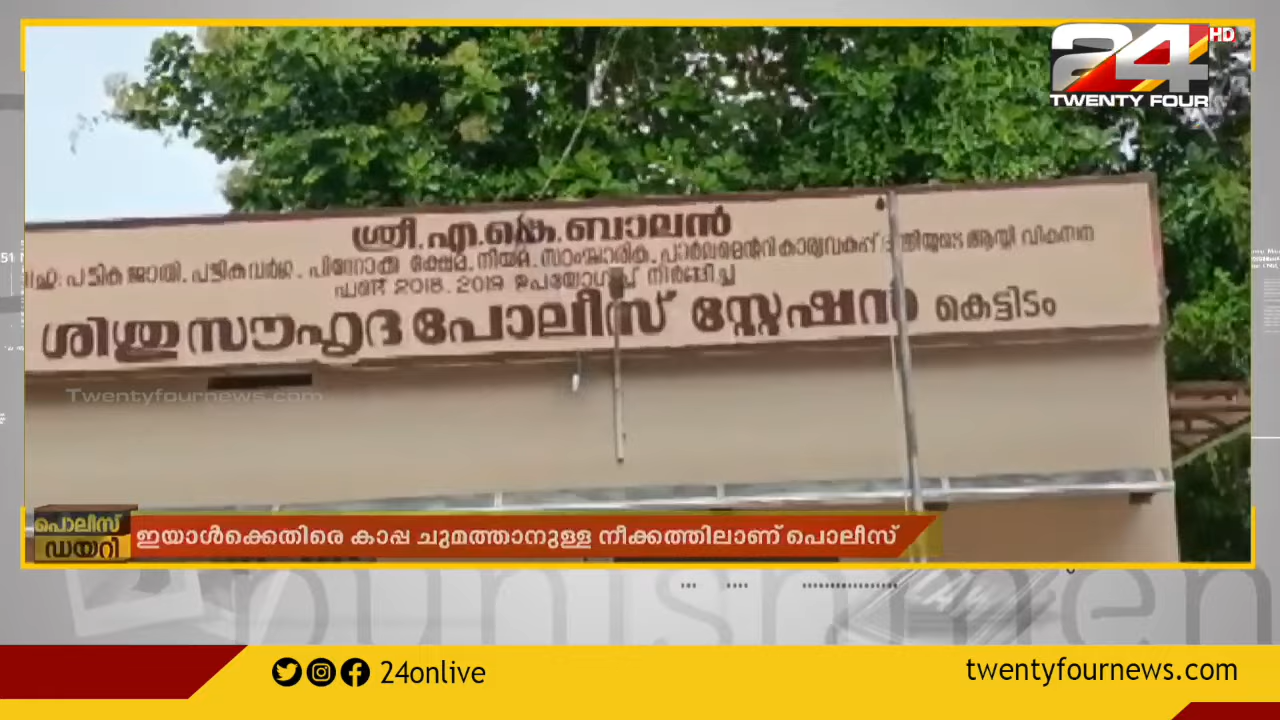 24 HD
TWENTY FOUR
ശ്രീ.എ.കെ.ബാലൻ
ബഹു: പട്ടിക ജാതി. പട്ടികവർഗ്ഗ. പിന്നോക്ക ക്ഷേമ. നിയമ. സാംസ്കാരിക. പാർലമെന്ററി കാര്യവകുപ്പ് മന്ത്രിയുടെ ആസ്തി വികസന
ഫണ്ട് 2018.2019 ഉപയോഗിച്ച് നിർമ്മിച്ച
ശിശു സൗഹൃദ പോലീസ് സ്റ്റേഷൻ കെട്ടിടം
Twentyfournews.com
പൊലീസ്
ഡയറി
ഇയാൾക്കെതിരെ കാപ്പ ചുമത്താനുള്ള നീക്കത്തിലാണ് പൊലീസ്
24onlive
twentyfournews.com